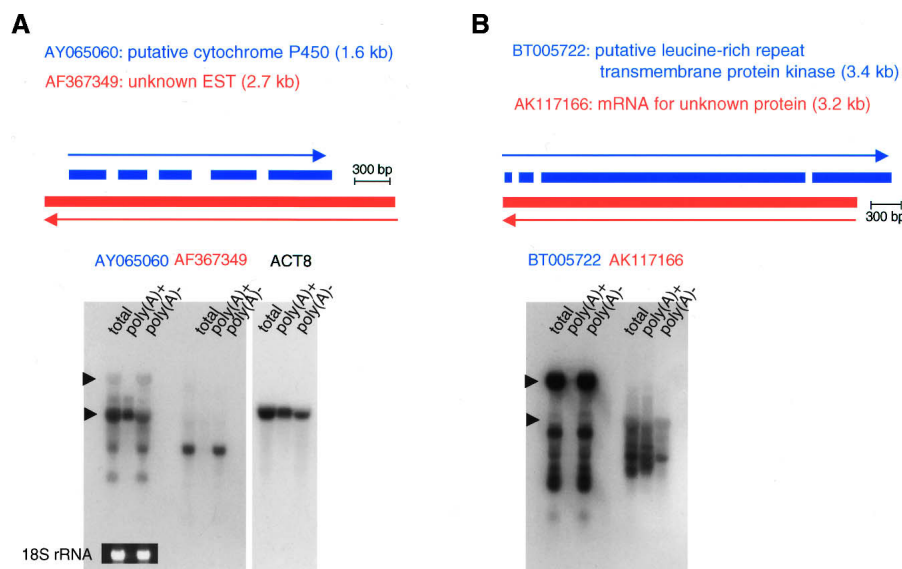 A
AY065060: putative cytochrome P450 (1.6 kb)
AF367349: unknown EST (2.7 kb)
300 bp
AY065060 AF367349 ACT8
total poly(A)+ poly(A)- total poly(A)+ poly(A)- total poly(A)+ poly(A)-
18S rRNA
B
BT005722: putative leucine-rich repeat
transmembrane protein kinase (3.4 kb)
AK117166: mRNA for unknown protein (3.2 kb)
300 bp
BT005722 AK117166
total poly(A)+ poly(A)- total poly(A)+ poly(A)-